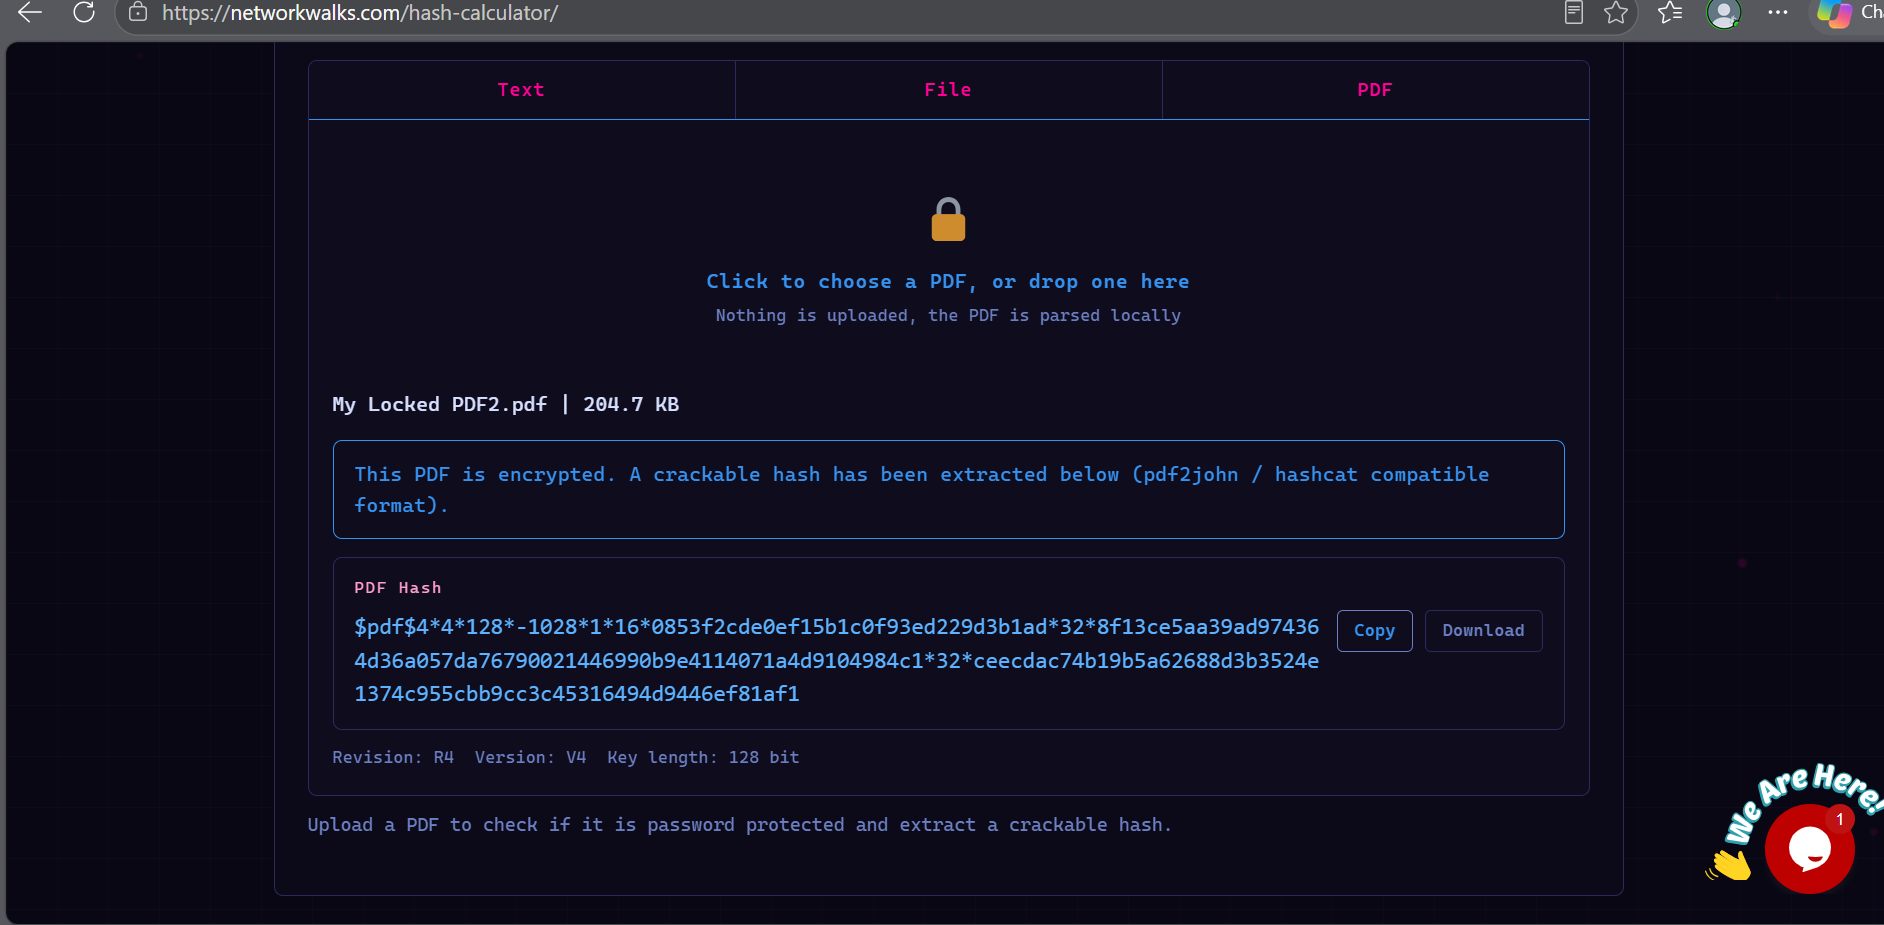 https://networkwalks.com/hash-calculator/
Ch
Text
File
PDF
Click to choose a PDF, or drop one here
Nothing is uploaded, the PDF is parsed locally
My Locked PDF2.pdf | 204.7 KB
This PDF is encrypted. A crackable hash has been extracted below (pdf2john / hashcat compatible
format).
PDF Hash
$pdf$4*4*128*-1028*1*16*0853f2cde0ef15b1c0f93ed229d3b1ad*32*8f13ce5aa39ad97436
4d36a057da76790021446990b9e4114071a4d9104984c1*32*ceecdac74b19b5a62688d3b3524e
1374c955cbb9cc3c45316494d9446ef81af1
Copy
Download
Revision: R4 Version: V4 Key length: 128 bit
Upload a PDF to check if it is password protected and extract a crackable hash.
We Are Here!
1